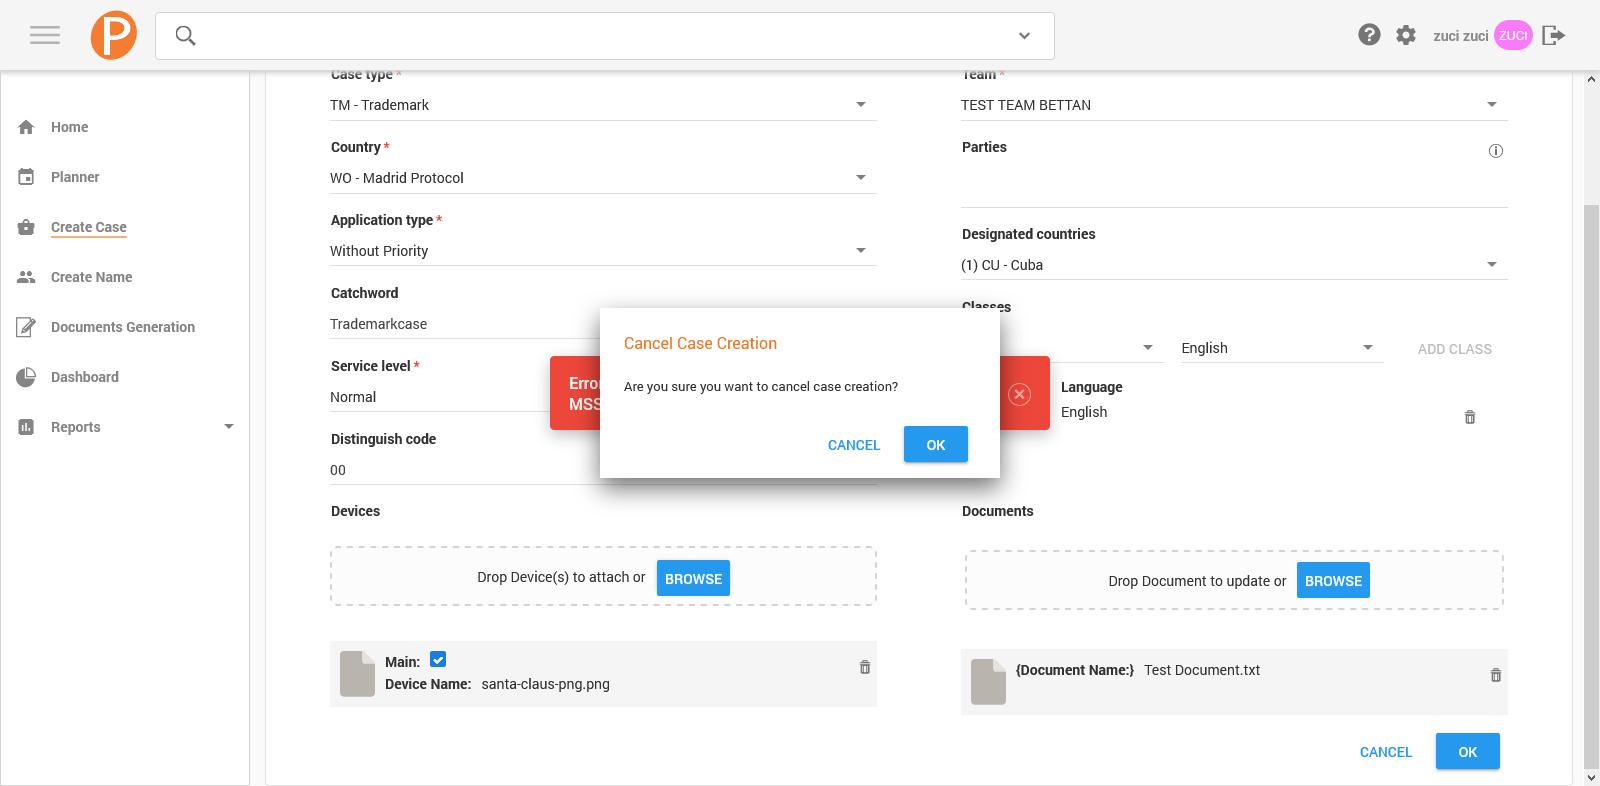 P
zuci zuci
ZUCI
Home
Planner
Create Case
Create Name
Documents Generation
Dashboard
Reports
Case type *
TM - Trademark
Country *
WO - Madrid Protocol
Application type *
Without Priority
Catchword
Trademarkcase
Service level *
Normal
Distinguish code
00
Devices
Drop Device(s) to attach or BROWSE
Main:
Device Name: santa-claus-png.png
Team *
TEST TEAM BETTAN
Parties
Designated countries
(1) CU - Cuba
Classes
English
ADD CLASS
Language
English
Documents
Drop Document to update or BROWSE
{Document Name:} Test Document.txt
CANCEL OK
Cancel Case Creation
Are you sure you want to cancel case creation?
CANCEL OK